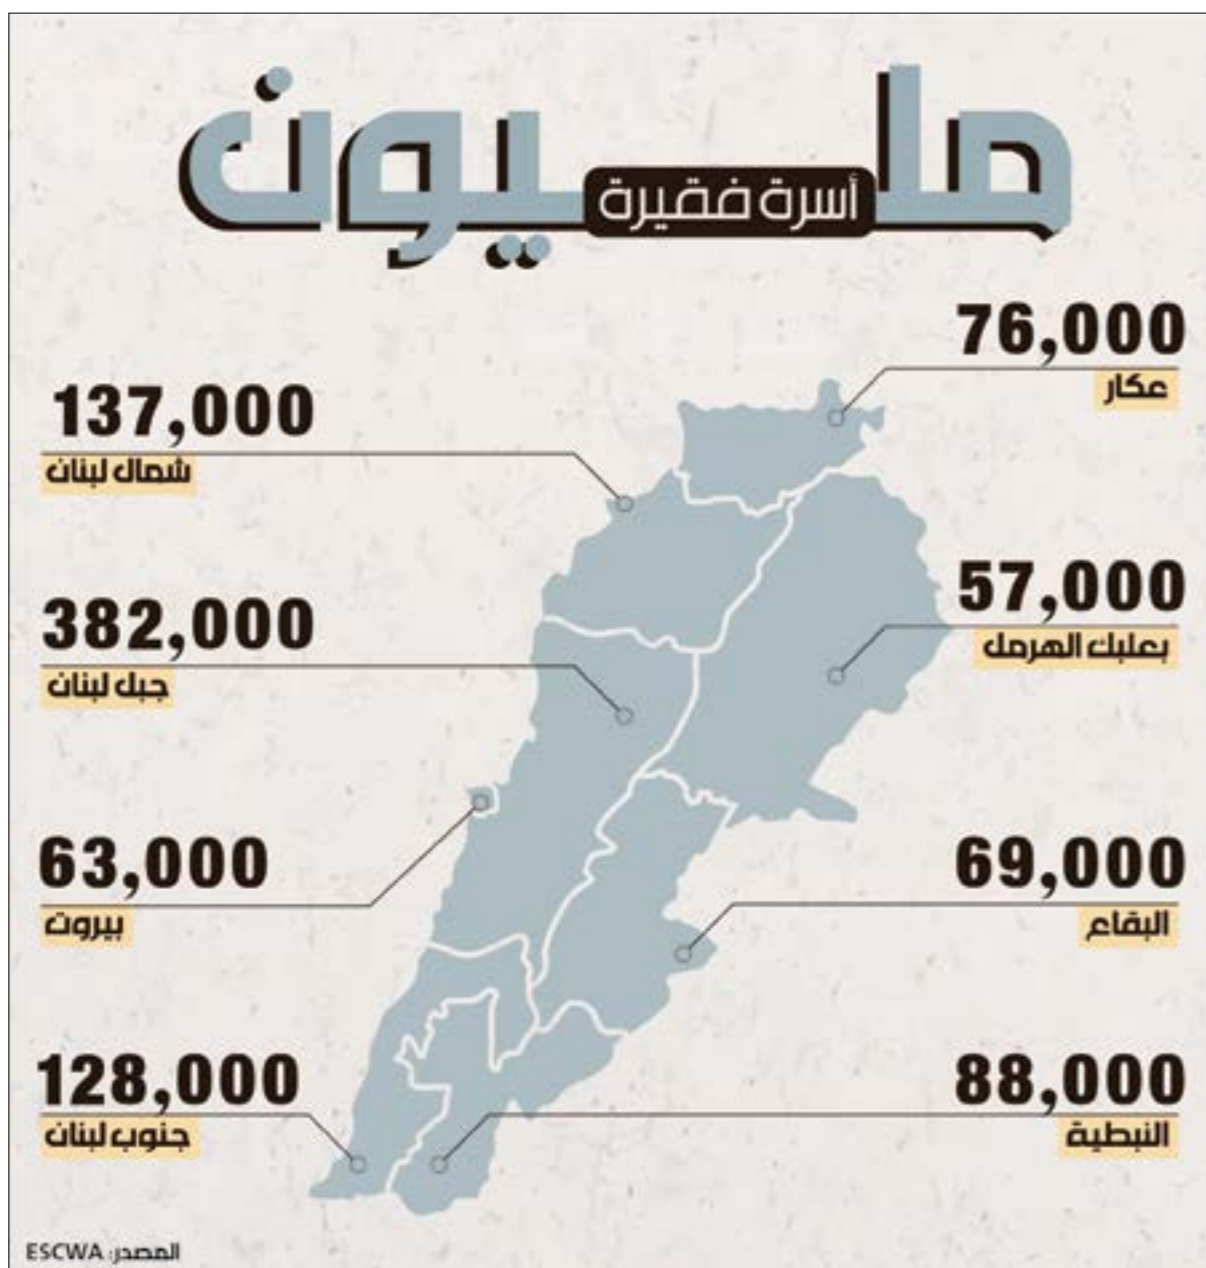 مليون
أسرة فقيرة
76,000
عكار
137,000
شمال لبنان
57,000
بعلبك الهرمل
382,000
جبل لبنان
69,000
البقاع
63,000
بيروت
88,000
النبطية
128,000
جنوب لبنان
المصدر: ESCWA